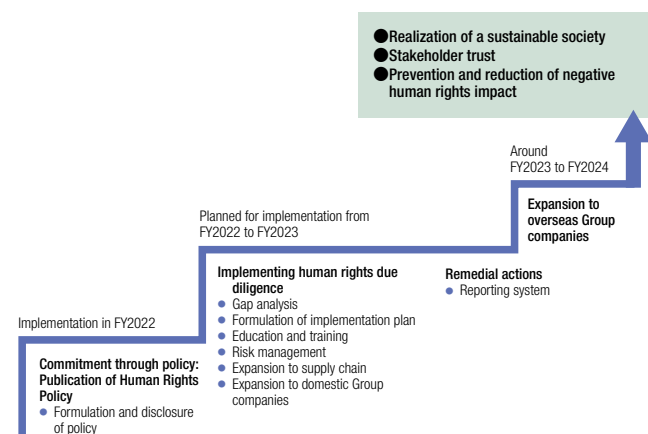 ●Realization of a sustainable society
●Stakeholder trust
●Prevention and reduction of negative
human rights impact
Around
FY2023 to FY2024
Expansion to
overseas Group
companies
Planned for implementation from
FY2022 to FY2023
Implementing human rights due
diligence
● Gap analysis
● Formulation of implementation plan
● Education and training
● Risk management
● Expansion to supply chain
● Expansion to domestic Group
companies
Remedial actions
● Reporting system
Implementation in FY2022
Commitment through policy:
Publication of Human Rights
Policy
● Formulation and disclosure
of policy